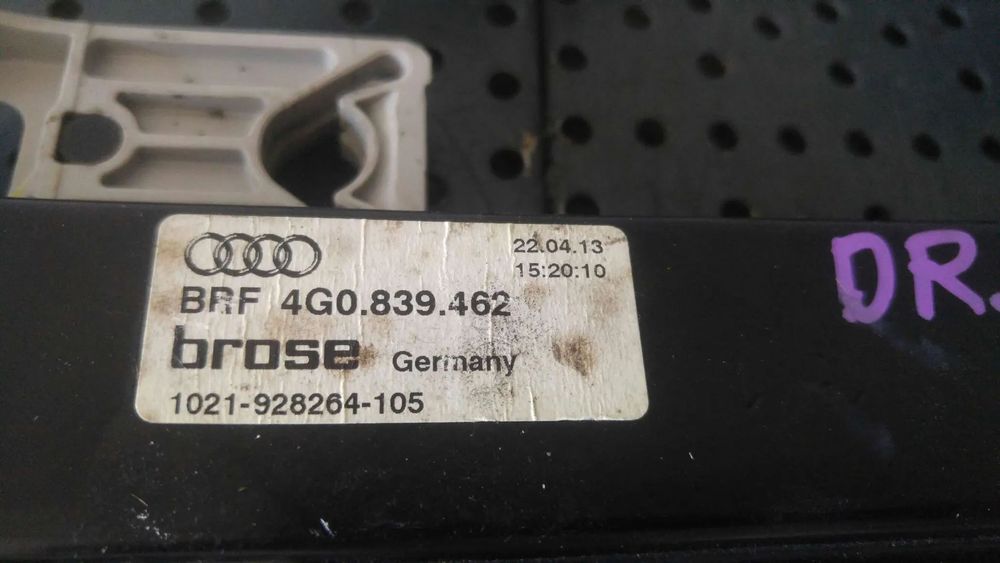 22.04.13
15:20:10
BRF 4G0.839.462
brose Germany
1021-928264-105
DR.